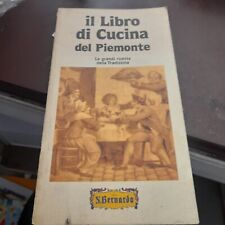 il Libro
di Cucina
del Piemonte
Le grandi ricette
della Tradizione
S. Bernardo